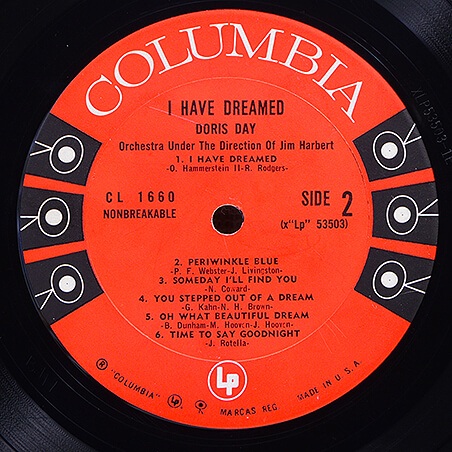 COLUMBIA
I HAVE DREAMED
DORIS DAY
Orchestra Under The Direction Of Jim Harbert
1. I HAVE DREAMED
-O. Hammerstein II-R. Rodgers-
CL 1660
NONBREAKABLE
SIDE 2
(x"Lp" 53503)
2. PERIWINKLE BLUE
-P. F. Webster-J. Livingston-
3. SOMEDAY I'LL FIND YOU
-N. Coward-
4. YOU STEPPED OUT OF A DREAM
-G. Kahn-N. H. Brown-
5. OH WHAT BEAUTIFUL DREAM
-B. Dunham-M. Hooven-J. Hooven-
6. TIME TO SAY GOODNIGHT
-J. Rotella-
Lp
® "COLUMBIA" Lp MARCAS REG MADE IN U.S.A.